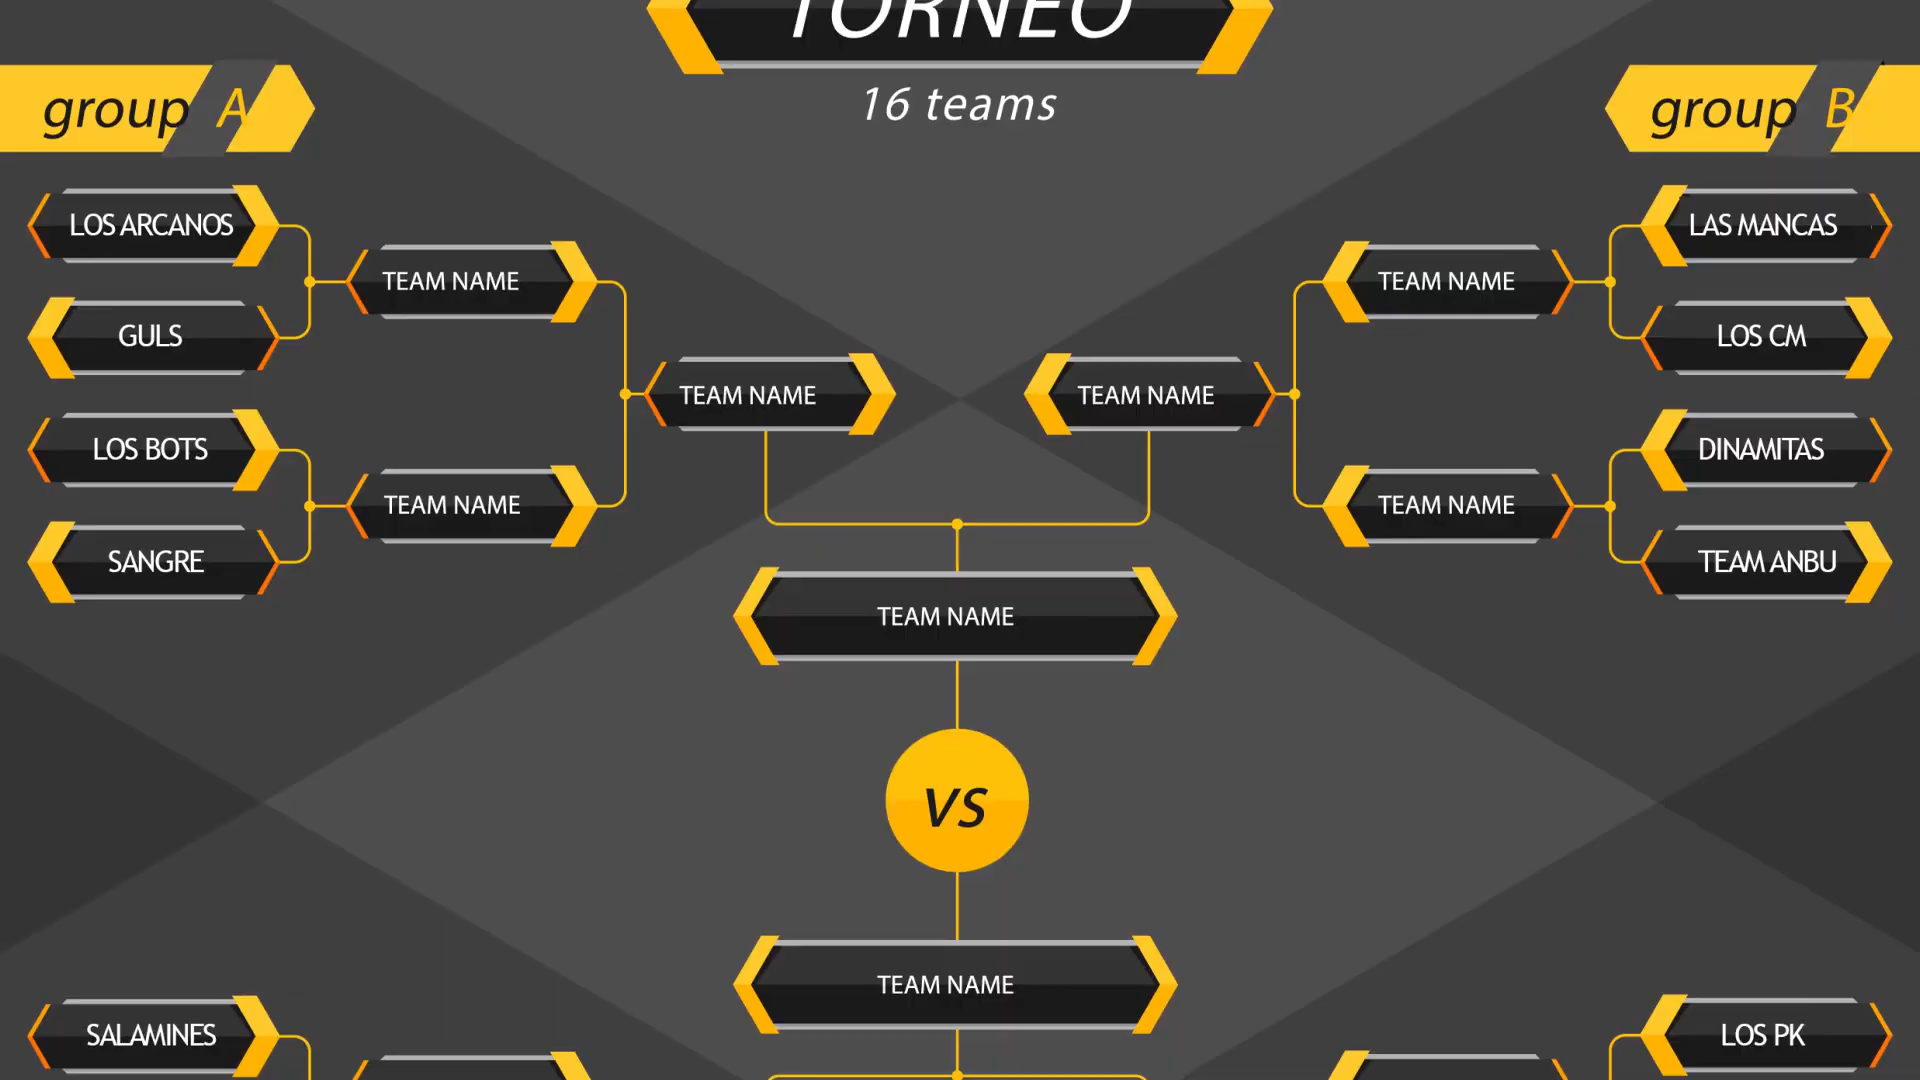 TORNEO
16 teams
group A
group B
LOS ARCANOS
LAS MANCAS
TEAM NAME
TEAM NAME
GULS
LOS CM
TEAM NAME
TEAM NAME
LOS BOTS
DINAMITAS
TEAM NAME
TEAM NAME
SANGRE
TEAM ANBU
TEAM NAME
VS
TEAM NAME
SALAMINES
LOS PK